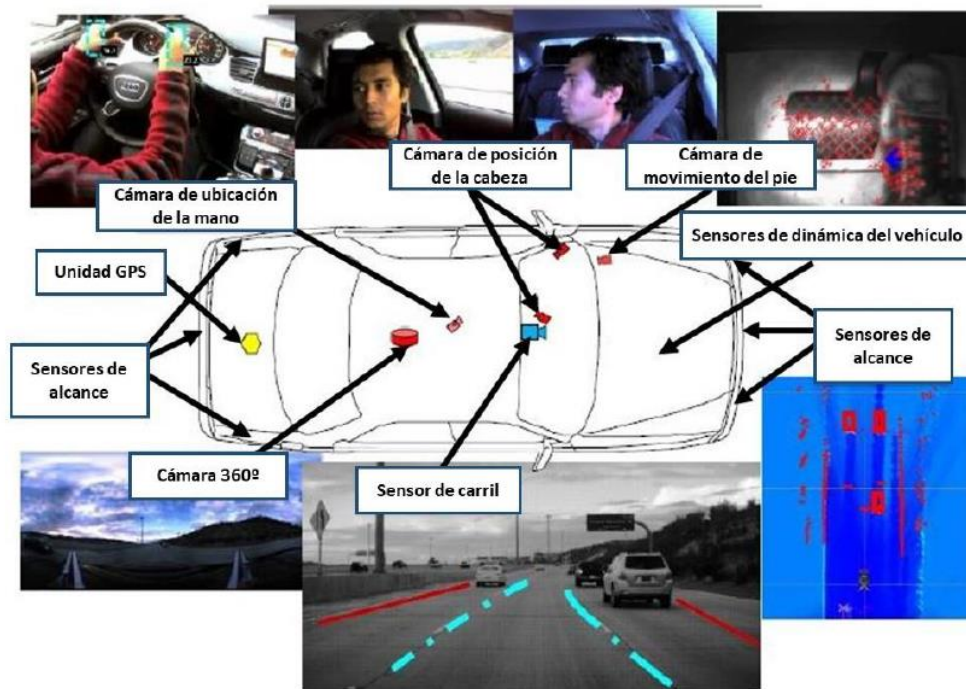 Cámara de posición
de la cabeza
Cámara de
movimiento del pie
Cámara de ubicación
de la mano
Sensores de dinámica del vehículo
Unidad GPS
Sensores de
alcance
Sensores de
alcance
Cámara 360º
Sensor de carril